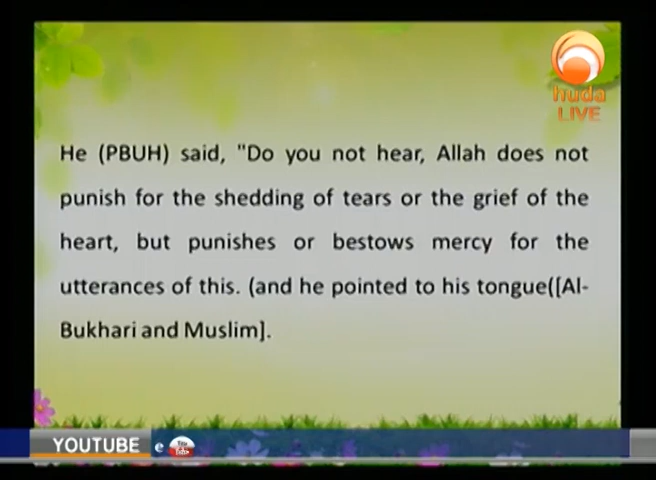 huda
LIVE
He (PBUH) said, "Do you not hear, Allah does not
punish for the shedding of tears or the grief of the
heart, but punishes or bestows mercy for the
utterances of this. (and he pointed to his tongue([Al-
Bukhari and Muslim].
YOUTUBE
e
You
Tube